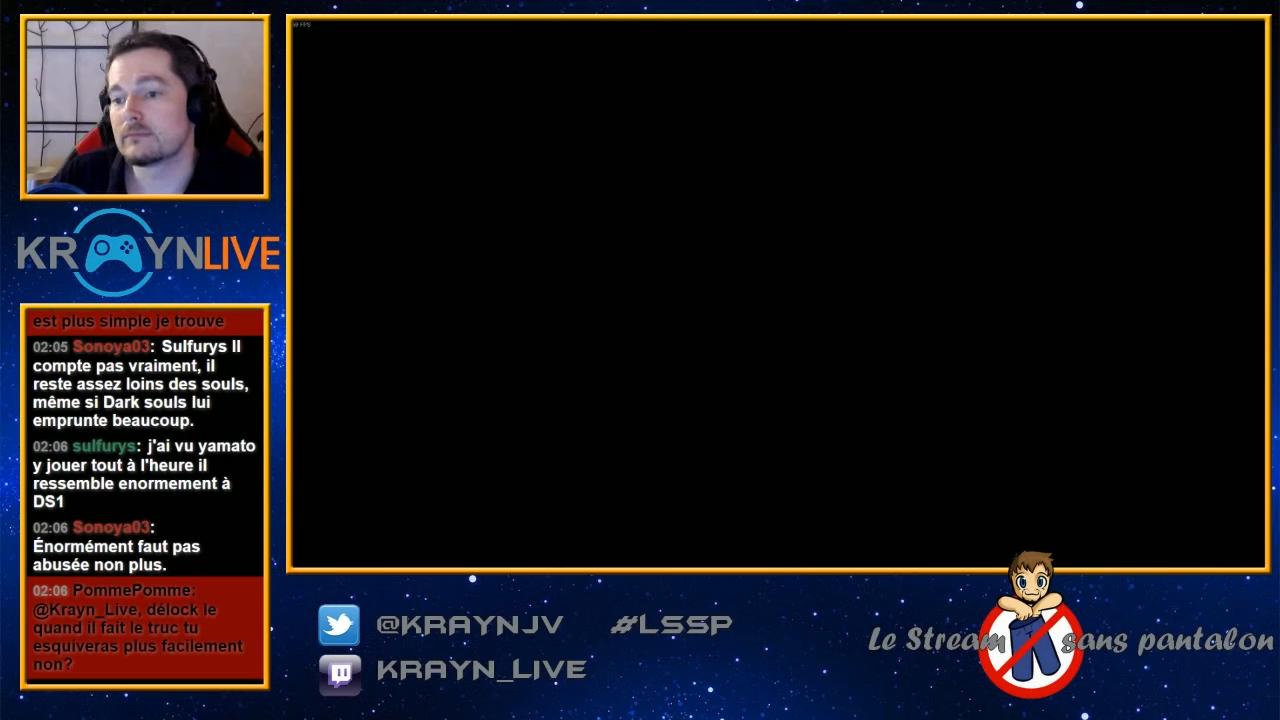 KRAYNLIVE
est plus simple je trouve
02:05 Sonoya03: Sulfurys Il
compte pas vraiment, il
reste assez loins des souls,
même si Dark souls lui
emprunte beaucoup.
02:06 sulfurys: j'ai vu yamato
y jouer tout à l'heure il
ressemble enormement à
DS1
02:06 Sonoya03:
Énormément faut pas
abusée non plus.
02:06 PommePomme:
@Krayn_Live, délock le
quand il fait le truc tu
esquiveras plus facilement
non?
@KRAYNJV #LSSP
KRAYN_LIVE
Le Stream sans pantalon